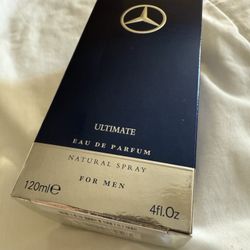 ULTIMATE
EAU DE PARFUM
NATURAL SPRAY
FOR MEN
120ml℮ 4fl.Oz